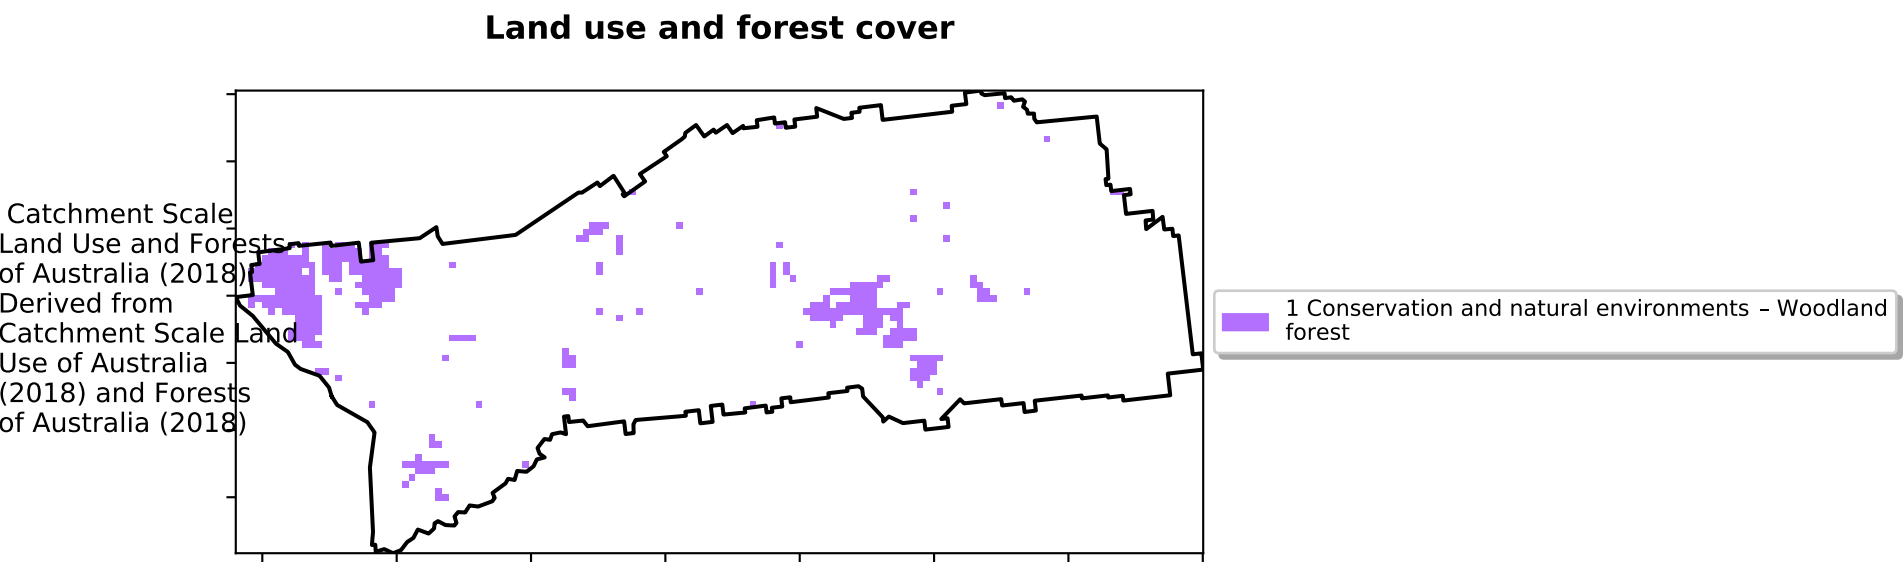 Land use and forest cover
Catchment Scale
Land Use and Forests
of Australia (2018)
Derived from
Catchment Scale Land
Use of Australia
(2018) and Forests
of Australia (2018)
1 Conservation and natural environments – Woodland
forest